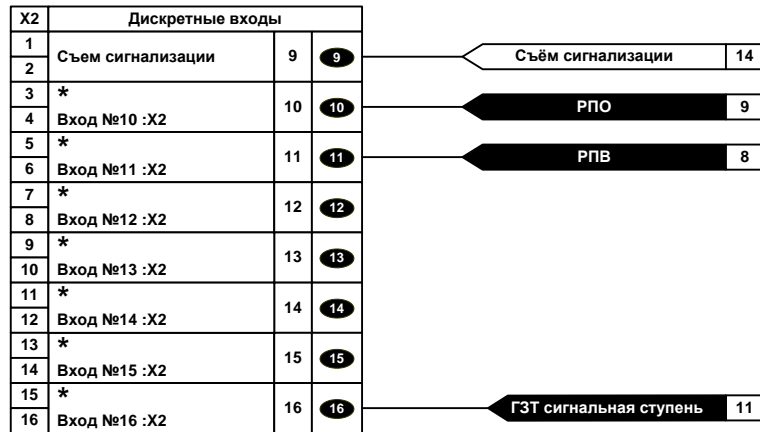 X2 Дискретные входы
1
2 Съем сигнализации 9 9 Съём сигнализации 14
3 *
4 Вход №10 :X2 10 10 РПО 9
5 *
6 Вход №11 :X2 11 11 РПВ 8
7 *
8 Вход №12 :X2 12 12
9 *
10 Вход №13 :X2 13 13
11 *
12 Вход №14 :X2 14 14
13 *
14 Вход №15 :X2 15 15
15 *
16 Вход №16 :X2 16 16 ГЗТ сигнальная ступень 11